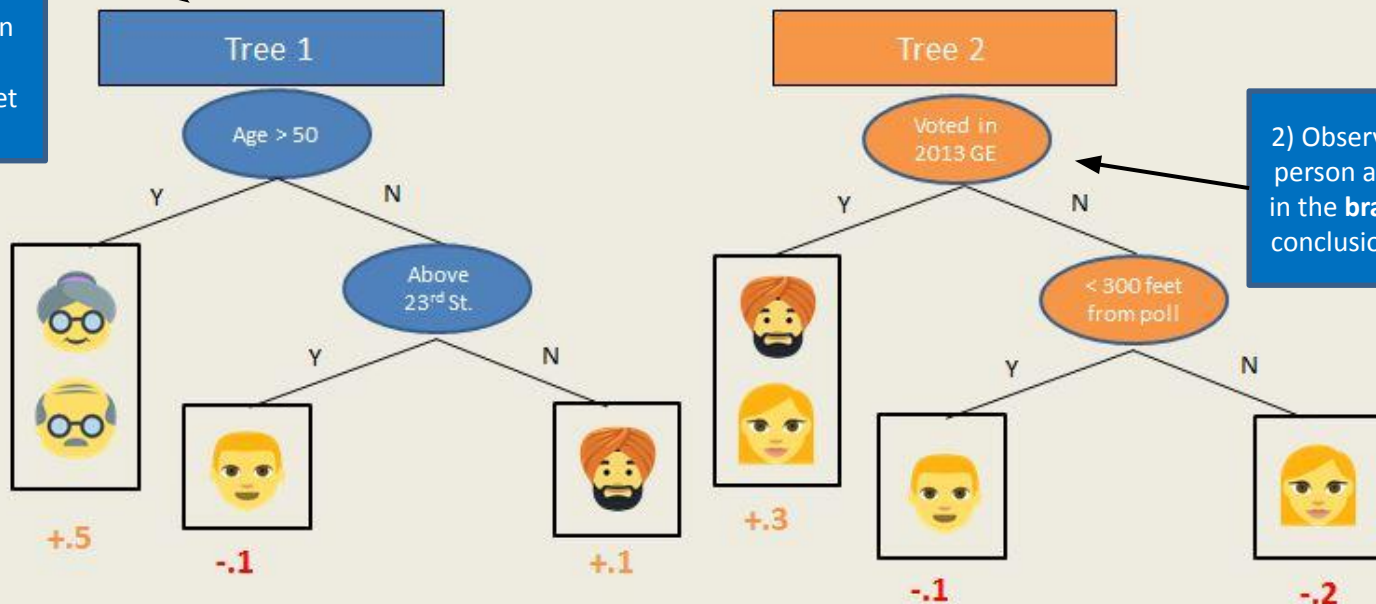 Tree 1
Tree 2
Age > 50
Voted in
2013 GE
Y
N
Y
N
Above
23rd St.
< 300 feet
from poll
Y
N
Y
N
+.5
-.1
+.1
+.3
-.1
-.2
2) Observ
person a
in the bra
conclusio
n
et